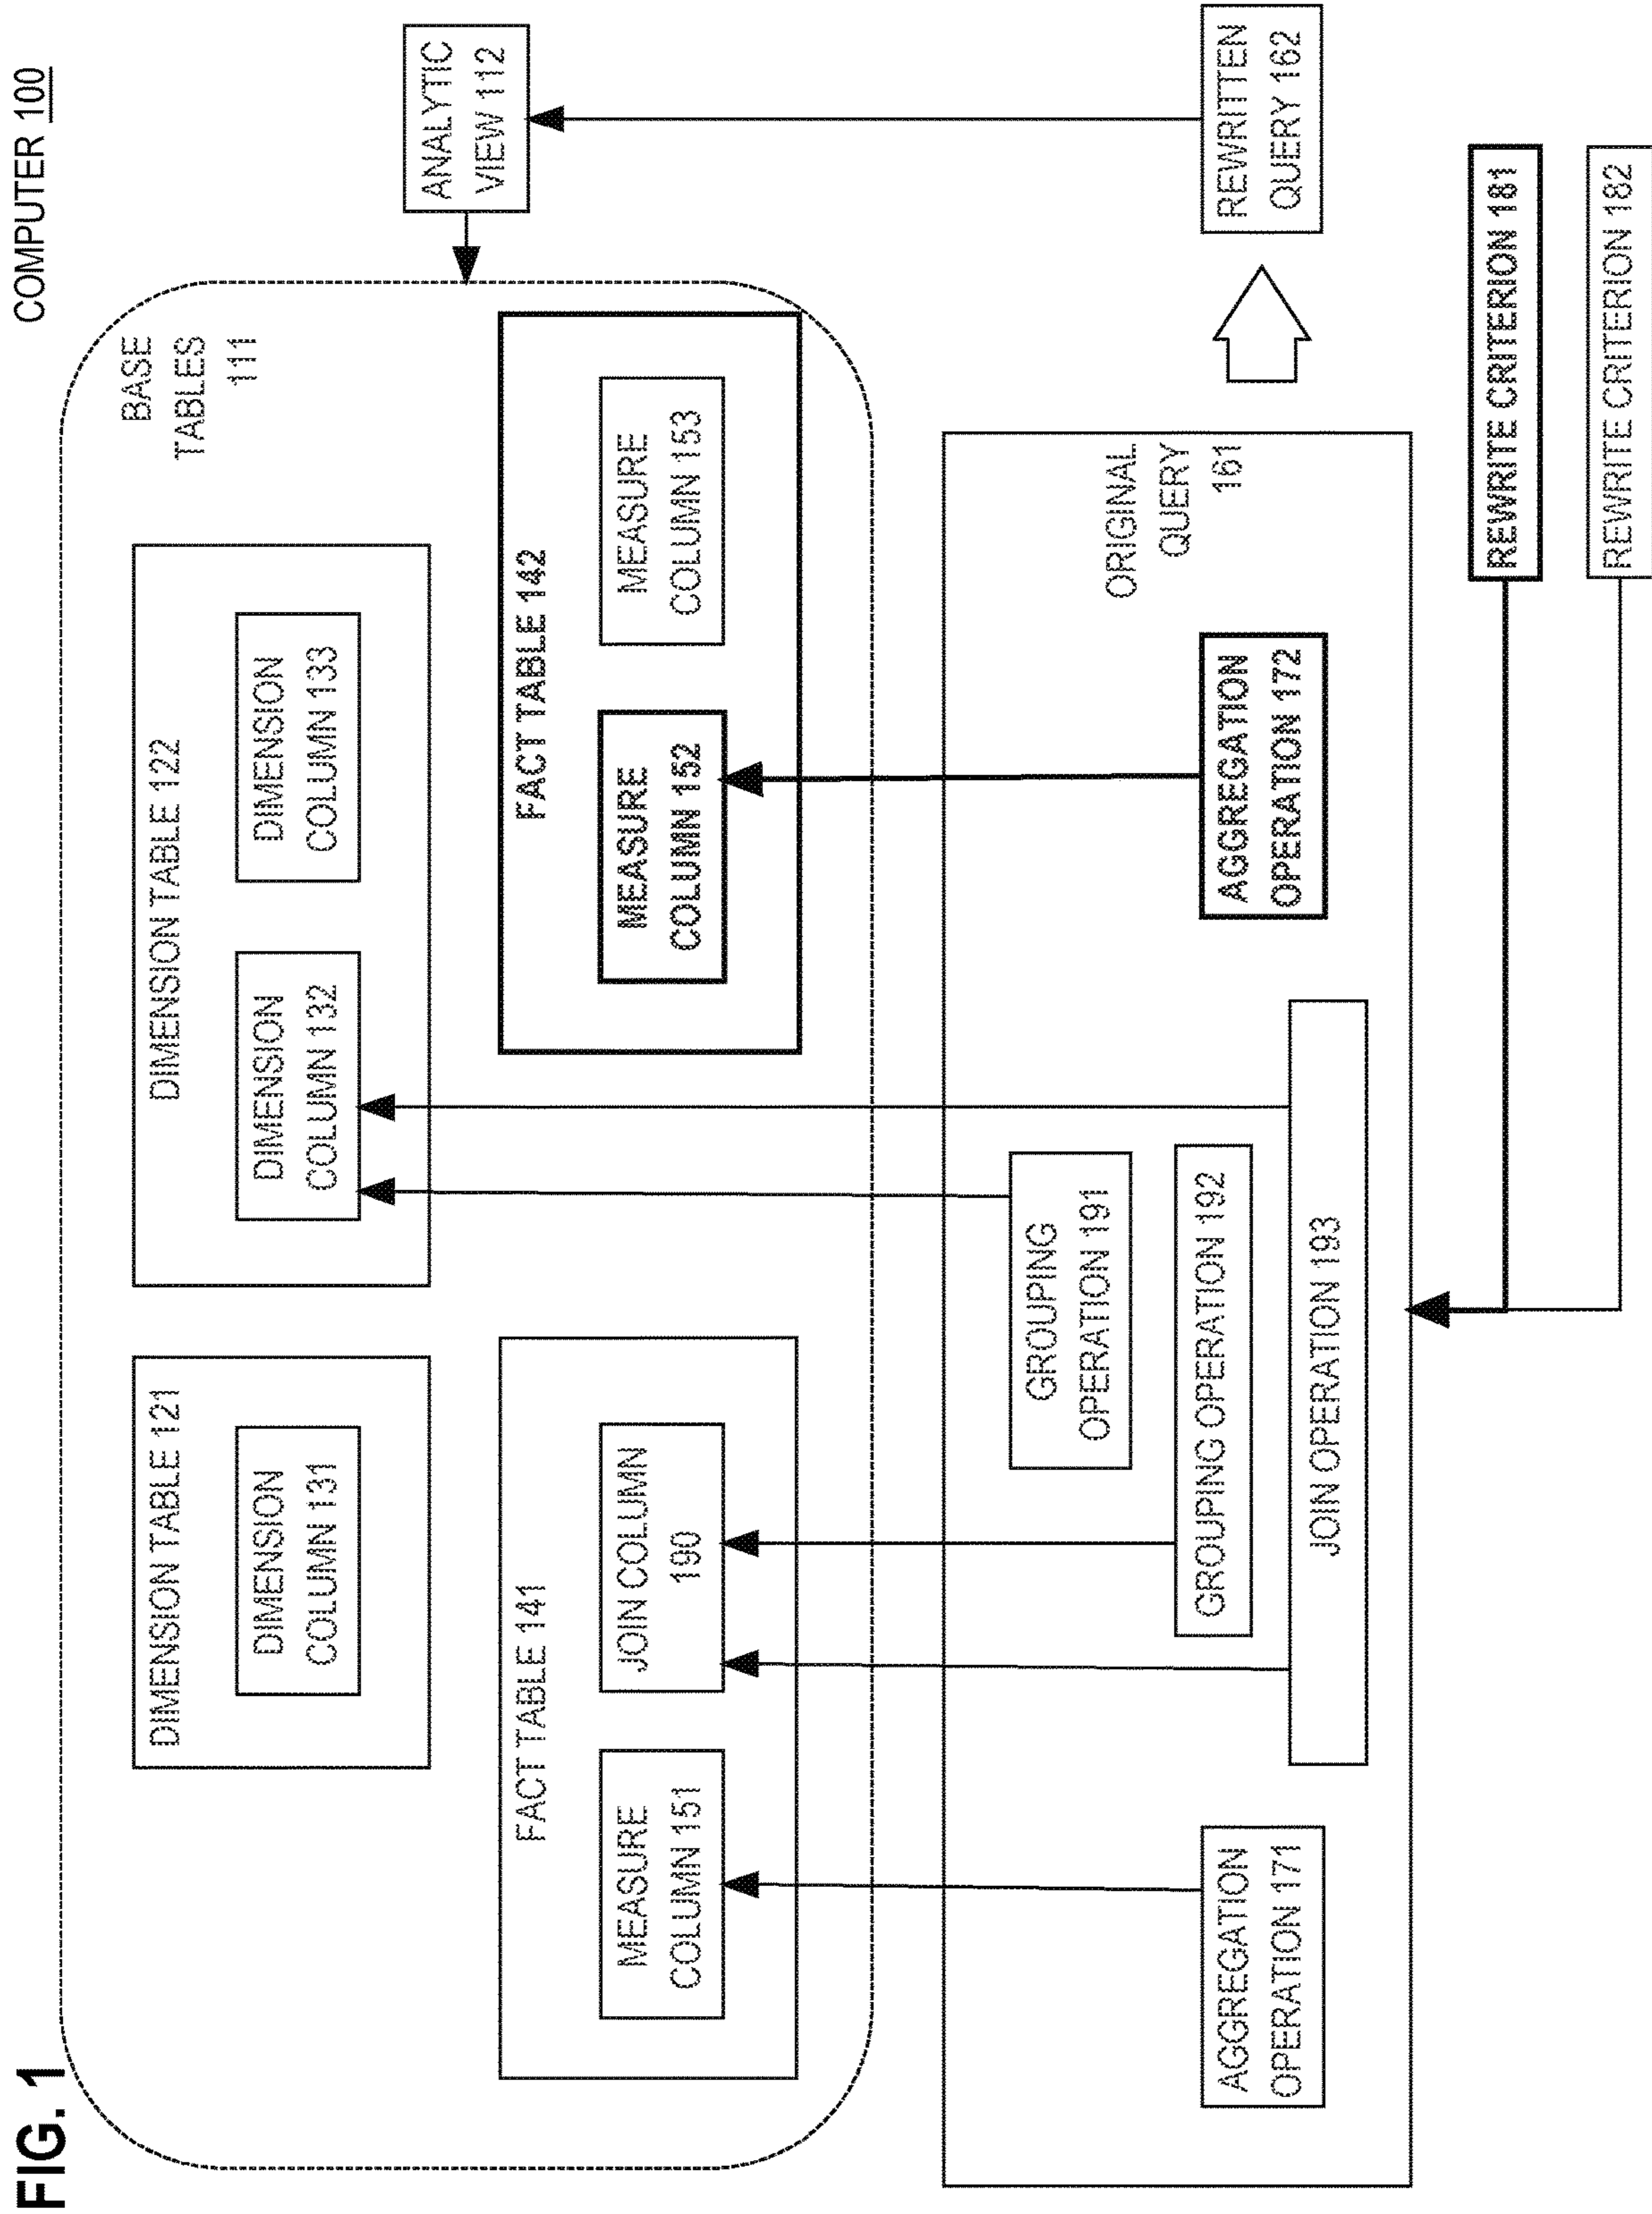 FIG. 1
COMPUTER 100
BASE
TABLES
111
DIMENSION TABLE 121
DIMENSION
COLUMN 131
DIMENSION TABLE 122
DIMENSION
COLUMN 132
DIMENSION
COLUMN 133
ANALYTIC
VIEW 112
FACT TABLE 141
MEASURE
COLUMN 151
JOIN COLUMN
190
FACT TABLE 142
MEASURE
COLUMN 152
MEASURE
COLUMN 153
ORIGINAL
QUERY
161
GROUPING
OPERATION 191
GROUPING OPERATION 192
AGGREGATION
OPERATION 171
JOIN OPERATION 193
AGGREGATION
OPERATION 172
REWRITTEN
QUERY 162
REWRITE CRITERION 181
REWRITE CRITERION 182